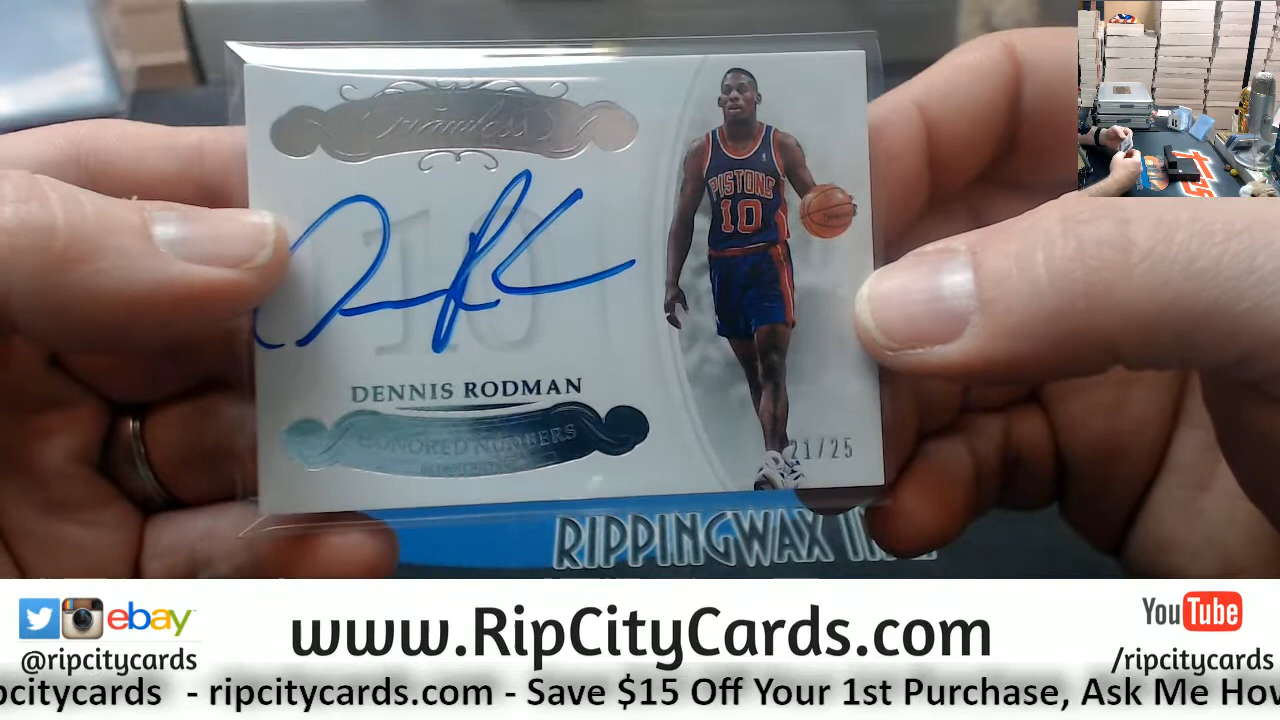 Flawless
PISTONS
10
10
DENNIS RODMAN
HONORED NUMBERS
21/25
RIPPINGWAX
ebay
www.RipCityCards.com
YouTube
@ripcitycards
/ripcitycards
pcitycards - ripcitycards.com - Save $15 Off Your 1st Purchase, Ask Me How